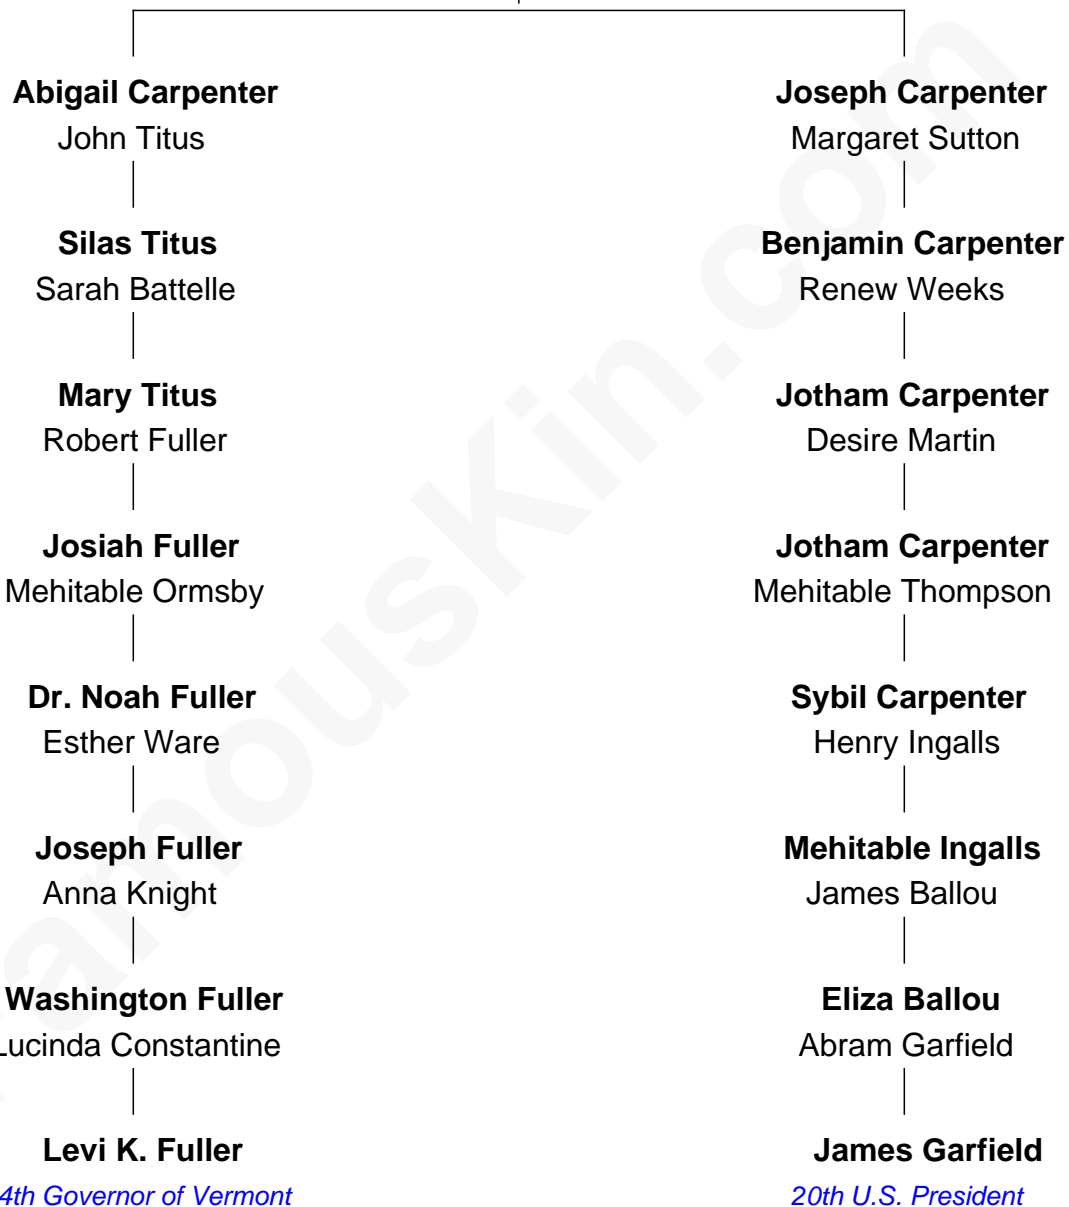 Abigail Carpenter
John Titus
Silas Titus
Sarah Battelle
Mary Titus
Robert Fuller
Josiah Fuller
Mehitable Ormsby
Dr. Noah Fuller
Esther Ware
Joseph Fuller
Anna Knight
Washington Fuller
Lucinda Constantine
Levi K. Fuller
4th Governor of Vermont
Joseph Carpenter
Margaret Sutton
Benjamin Carpenter
Renew Weeks
Jotham Carpenter
Desire Martin
Jotham Carpenter
Mehitable Thompson
Sybil Carpenter
Henry Ingalls
Mehitable Ingalls
James Ballou
Eliza Ballou
Abram Garfield
James Garfield
20th U.S. President
FamousKin.com